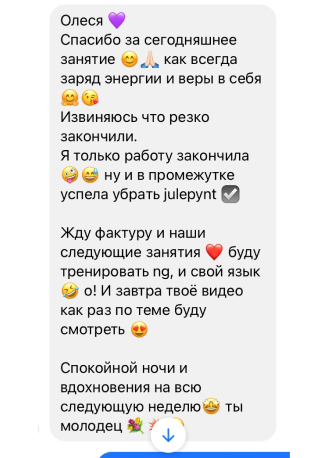 Олеся 💜
Спасибо за сегодняшнее
занятие 😊🙏🏻 как всегда
заряд энергии и веры в себя
🤗😘
Извиняюсь что резко
закончили.
Я только работу закончила
🤪😅 ну и в промежутке
успела убрать julepynt ☑️
Жду фактуру и наши
следующие занятия ❤️ буду
тренировать ng, и свой язык
🤣 о! И завтра твоё видео
как раз по теме буду
смотреть 😍
Спокойной ночи и
вдохновения на всю
следующую неделю🤩 ты
молодец 💐